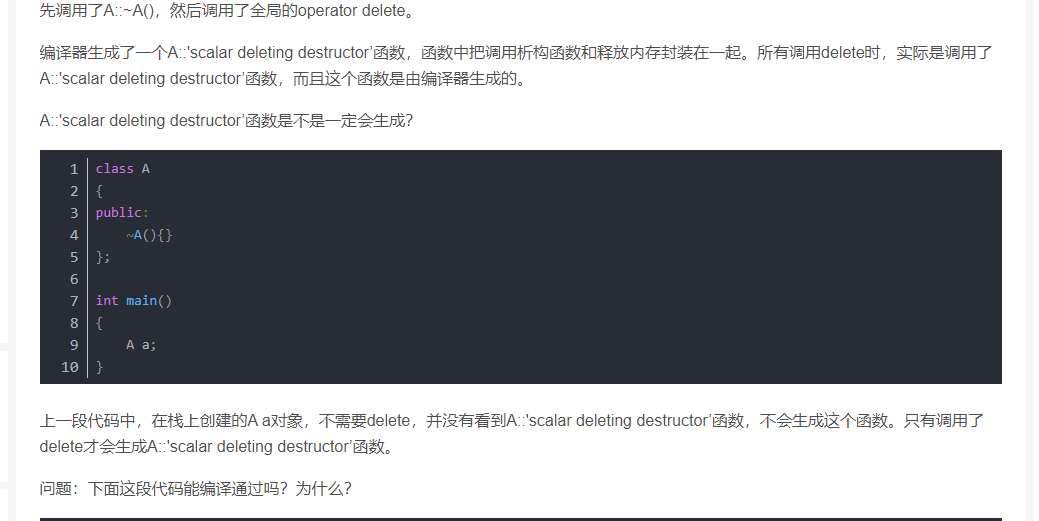 先调用了A::~A()，然后调用了全局的operator delete。
编译器生成了一个A::'scalar deleting destructor’函数，函数中把调用析构函数和释放内存封装在一起。所有调用delete时，实际是调用了
A::'scalar deleting destructor’函数，而且这个函数是由编译器生成的。
A::'scalar deleting destructor’函数是不是一定会生成？
1 class A
2 {
3 public:
4     ~A(){}
5 };
6
7 int main()
8 {
9     A a;
10 }
上一段代码中，在栈上创建的A a对象，不需要delete，并没有看到A::'scalar deleting destructor’函数，不会生成这个函数。只有调用了
delete才会生成A::'scalar deleting destructor’函数。
问题：下面这段代码能编译通过吗？为什么？